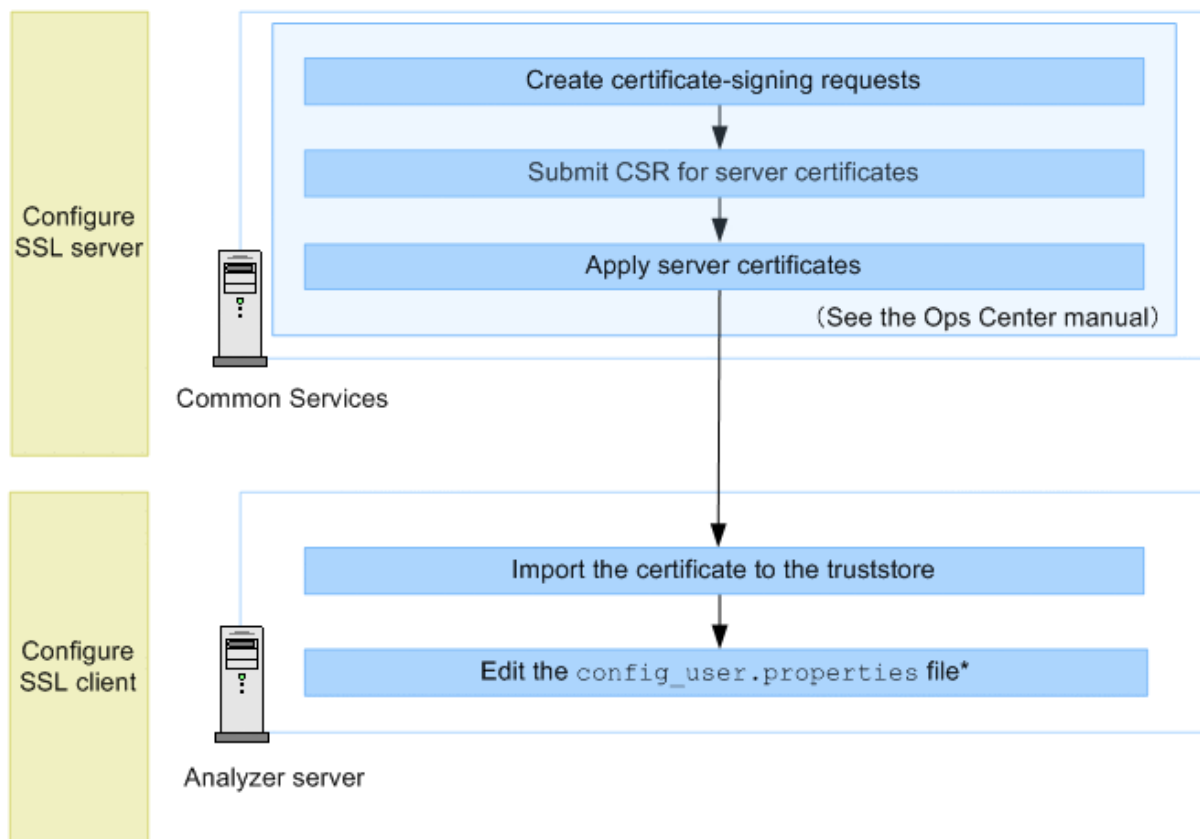 Configure
SSL server
Create certificate-signing requests
Submit CSR for server certificates
Apply server certificates
（See the Ops Center manual）
Common Services
Configure
SSL client
Import the certificate to the truststore
Edit the config_user.properties file*
Analyzer server